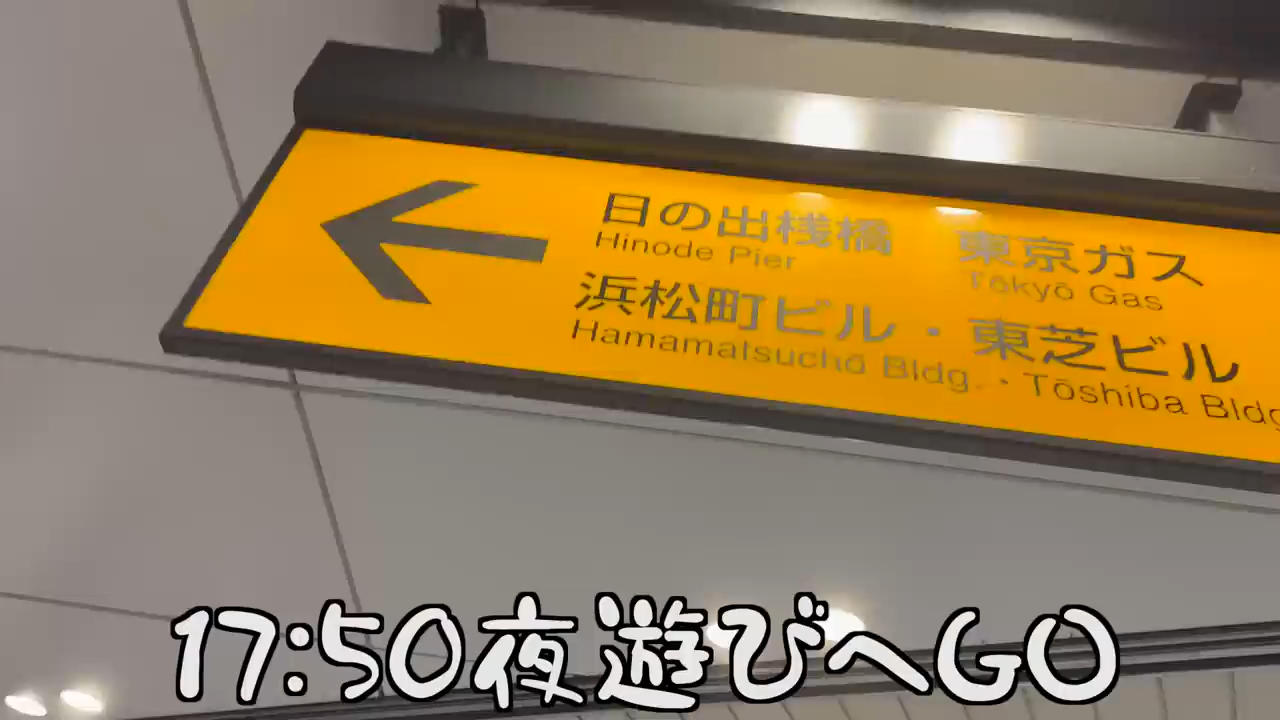 日の出桟橋 東京ガス
Hinode Pier Tōkyō Gas
浜松町ビル・東芝ビル
Hamamatsuchō Bldg.・Tōshiba Bldg
17:50夜遊びへGO